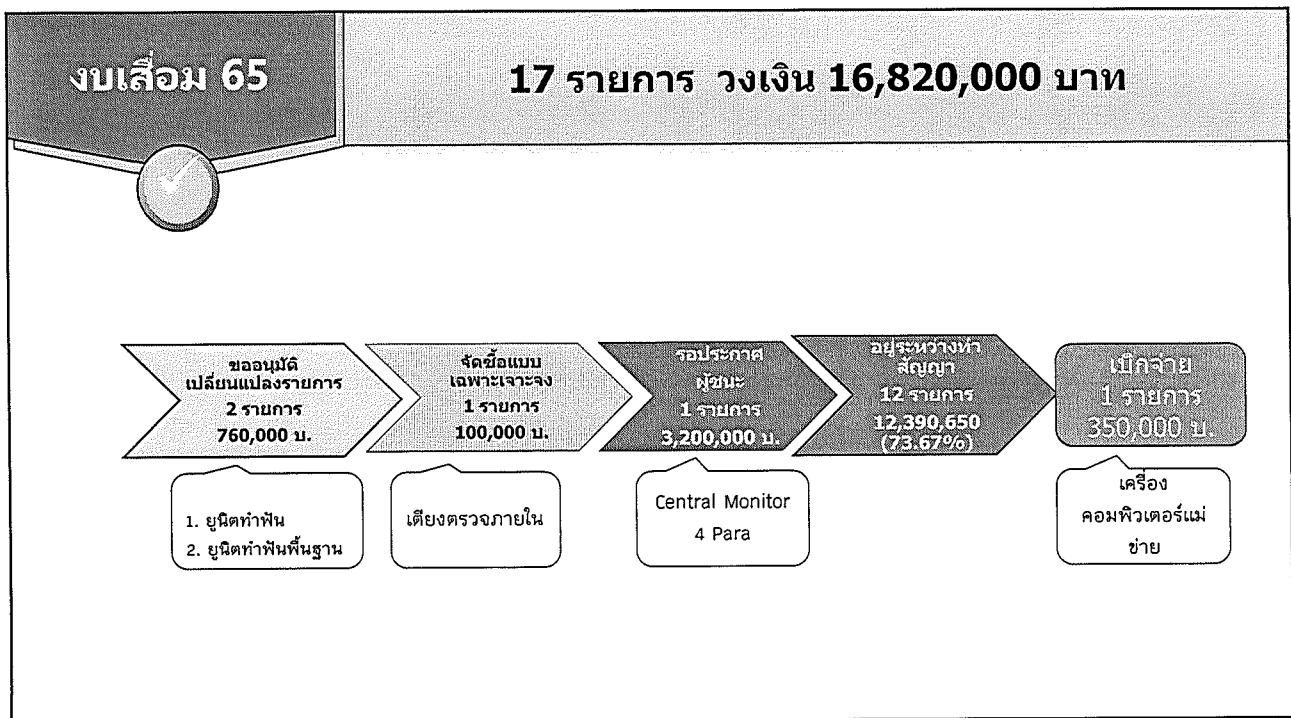 งบเสื่อม 65
17 รายการ วงเงิน 16,820,000 บาท
ขออนุมัติ
เปลี่ยนแปลงรายการ
2 รายการ
760,000 บ.
จัดซื้อแบบ
เฉพาะเจาะจง
1 รายการ
100,000 บ.
รอประกาศ
ผู้ชนะ
1 รายการ
3,200,000 บ.
อยู่ระหว่างทำ
สัญญา
12 รายการ
12,390,650
(73.67%)
เบิกจ่าย
1 รายการ
350,000 บ.
1. ยูนิตทำฟัน
2. ยูนิตทำฟันพื้นฐาน
เตียงตรวจภายใน
Central Monitor
4 Para
เครื่อง
คอมพิวเตอร์แม่
ข่าย